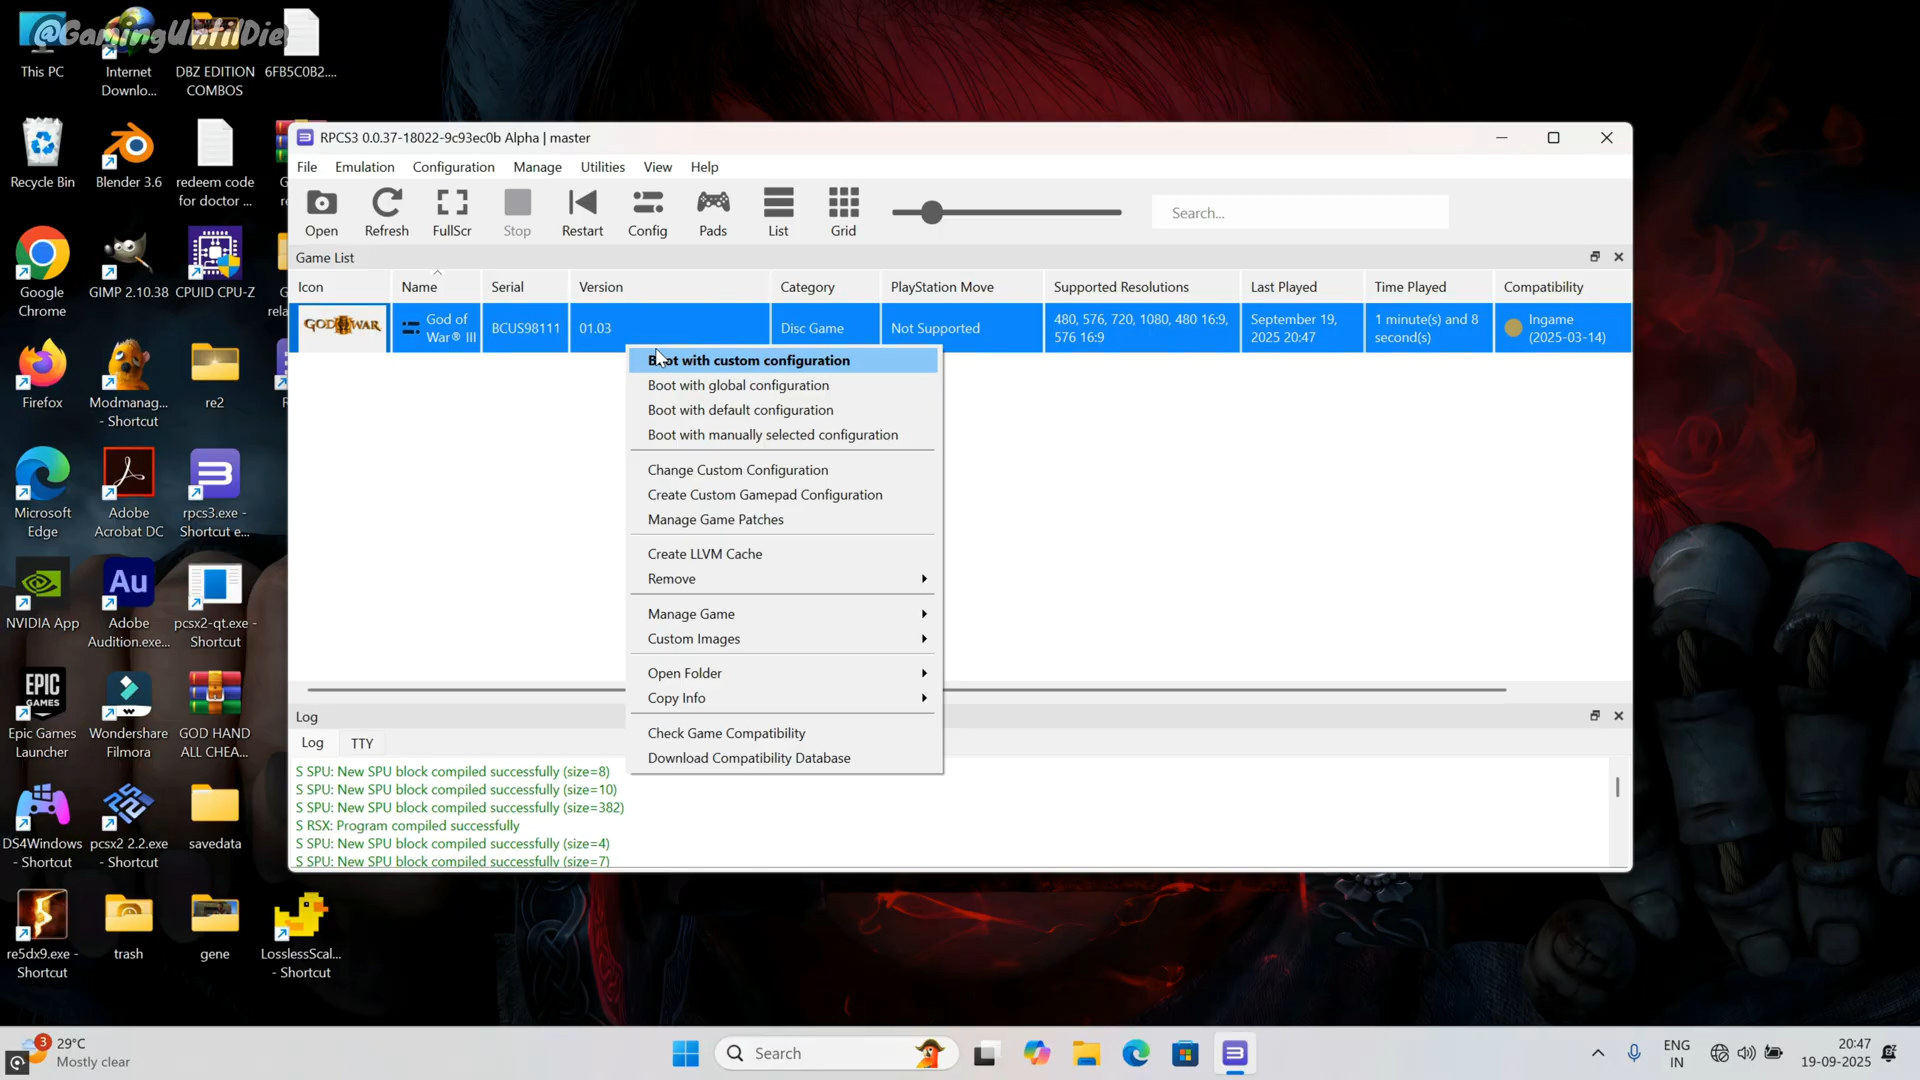 @GamingUntilDie
This PC
Internet
Downlo...
DBZ EDITION
COMBOS
6FB5C0B2....
Recycle Bin
Blender 3.6
redeem code
for doctor ...
Google
Chrome
GIMP 2.10.38
CPUID CPU-Z
Firefox
Modmanag...
- Shortcut
re2
Microsoft
Edge
Adobe
Acrobat DC
rpcs3.exe -
Shortcut e...
NVIDIA App
Adobe
Audition.exe...
pcsx2-qt.exe -
Shortcut
Epic Games
Launcher
Wondershare
Filmora
GOD HAND
ALL CHEA...
DS4Windows
- Shortcut
pcsx2 2.2.exe
- Shortcut
savedata
re5dx9.exe -
Shortcut
trash
gene
LosslessScal...
- Shortcut
RPCS3 0.0.37-18022-9c93ec0b Alpha | master
File Emulation Configuration Manage Utilities View Help
Open Refresh FullScr Stop Restart Config Pads List Grid
Search...
Game List
Icon Name Serial Version Category PlayStation Move Supported Resolutions Last Played Time Played Compatibility
GOD WAR
God of
War® III
BCUS98111
01.03
Disc Game
Not Supported
480, 576, 720, 1080, 480 16:9,
576 16:9
September 19,
2025 20:47
1 minute(s) and 8
second(s)
Ingame
(2025-03-14)
Boot with custom configuration
Boot with global configuration
Boot with default configuration
Boot with manually selected configuration
Change Custom Configuration
Create Custom Gamepad Configuration
Manage Game Patches
Create LLVM Cache
Remove
Manage Game
Custom Images
Open Folder
Copy Info
Check Game Compatibility
Download Compatibility Database
Log
Log TTY
S SPU: New SPU block compiled successfully (size=8)
S SPU: New SPU block compiled successfully (size=10)
S SPU: New SPU block compiled successfully (size=382)
S RSX: Program compiled successfully
S SPU: New SPU block compiled successfully (size=4)
S SPU: New SPU block compiled successfully (size=7)
3
29°C
Mostly clear
Search
ENG
IN
20:47
19-09-2025